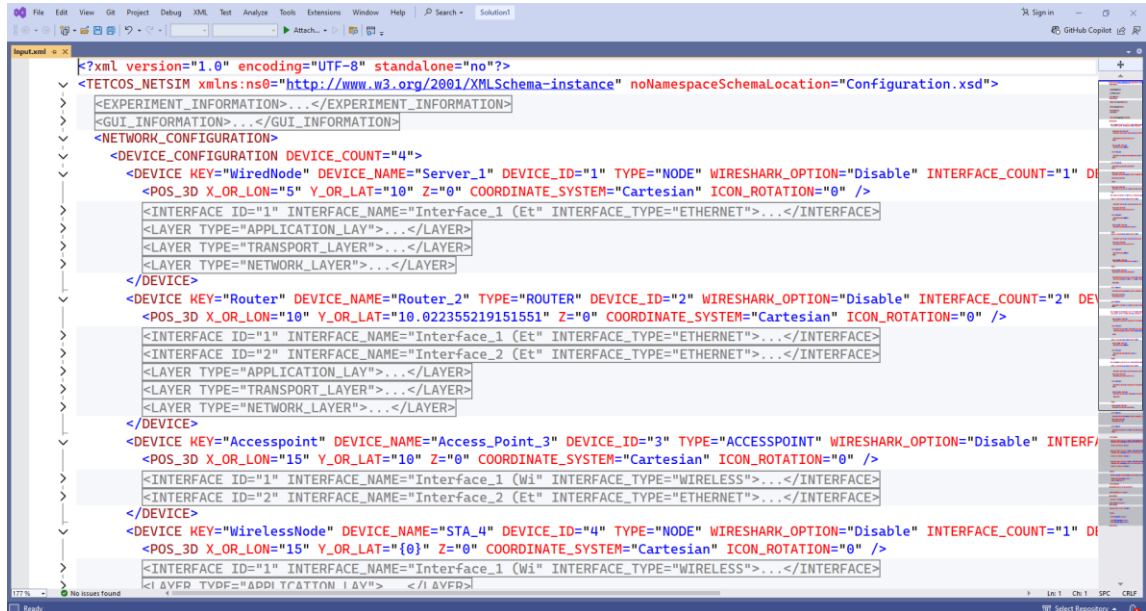 File Edit View Git Project Debug XML Test Analyze Tools Extensions Window Help Search Solution1 Sign in
Attach... GitHub Copilot
Input.xml
<?xml version="1.0" encoding="UTF-8" standalone="no"?>
<TETCOS_NETSIM xmlns:ns0="http://www.w3.org/2001/XMLSchema-instance" noNamespaceSchemaLocation="Configuration.xsd">
<EXPERIMENT_INFORMATION>...</EXPERIMENT_INFORMATION>
<GUI_INFORMATION>...</GUI_INFORMATION>
<NETWORK_CONFIGURATION>
<DEVICE_CONFIGURATION DEVICE_COUNT="4">
<DEVICE KEY="WiredNode" DEVICE_NAME="Server_1" DEVICE_ID="1" TYPE="NODE" WIRESHARK_OPTION="Disable" INTERFACE_COUNT="1" DE
<POS_3D X_OR_LON="5" Y_OR_LAT="10" Z="0" COORDINATE_SYSTEM="Cartesian" ICON_ROTATION="0" />
<INTERFACE ID="1" INTERFACE_NAME="Interface_1 (Et" INTERFACE_TYPE="ETHERNET">...</INTERFACE>
<LAYER TYPE="APPLICATION_LAY">...</LAYER>
<LAYER TYPE="TRANSPORT_LAYER">...</LAYER>
<LAYER TYPE="NETWORK_LAYER">...</LAYER>
</DEVICE>
<DEVICE KEY="Router" DEVICE_NAME="Router_2" TYPE="ROUTER" DEVICE_ID="2" WIRESHARK_OPTION="Disable" INTERFACE_COUNT="2" DEV
<POS_3D X_OR_LON="10" Y_OR_LAT="10.022355219151551" Z="0" COORDINATE_SYSTEM="Cartesian" ICON_ROTATION="0" />
<INTERFACE ID="1" INTERFACE_NAME="Interface_1 (Et" INTERFACE_TYPE="ETHERNET">...</INTERFACE>
<INTERFACE ID="2" INTERFACE_NAME="Interface_2 (Et" INTERFACE_TYPE="ETHERNET">...</INTERFACE>
<LAYER TYPE="APPLICATION_LAY">...</LAYER>
<LAYER TYPE="TRANSPORT_LAYER">...</LAYER>
<LAYER TYPE="NETWORK_LAYER">...</LAYER>
</DEVICE>
<DEVICE KEY="Accesspoint" DEVICE_NAME="Access_Point_3" DEVICE_ID="3" TYPE="ACCESSPOINT" WIRESHARK_OPTION="Disable" INTERFA
<POS_3D X_OR_LON="15" Y_OR_LAT="10" Z="0" COORDINATE_SYSTEM="Cartesian" ICON_ROTATION="0" />
<INTERFACE ID="1" INTERFACE_NAME="Interface_1 (Wi" INTERFACE_TYPE="WIRELESS">...</INTERFACE>
<INTERFACE ID="2" INTERFACE_NAME="Interface_2 (Et" INTERFACE_TYPE="ETHERNET">...</INTERFACE>
</DEVICE>
<DEVICE KEY="WirelessNode" DEVICE_NAME="STA_4" DEVICE_ID="4" TYPE="NODE" WIRESHARK_OPTION="Disable" INTERFACE_COUNT="1" DE
<POS_3D X_OR_LON="15" Y_OR_LAT="{0}" Z="0" COORDINATE_SYSTEM="Cartesian" ICON_ROTATION="0" />
<INTERFACE ID="1" INTERFACE_NAME="Interface_1 (Wi" INTERFACE_TYPE="WIRELESS">...</INTERFACE>
<LAYER TYPE="APPLICATION_LAY">...</LAYER>
177 % No issues found Ln: 1 Ch: 1 SPC CRLF
Ready Select Repository